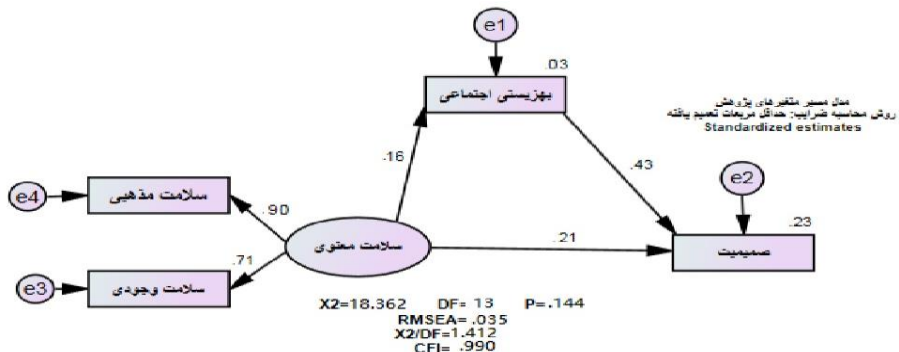 e1
.03
بهزیستی اجتماعی
مدل مسیر متغیرهای پژوهش
روش محاسبه ضرایب: حداقل مربعات تعمیم یافته
Standardized estimates
.16
.43
e2
e4
سلامت مذهبی
.90
.23
سلامت معنوی
.21
صمیمیت
.71
e3
سلامت وجودی
X2=18.362 DF= 13 P=.144
RMSEA= .035
X2/DF=1.412
CFI= .990